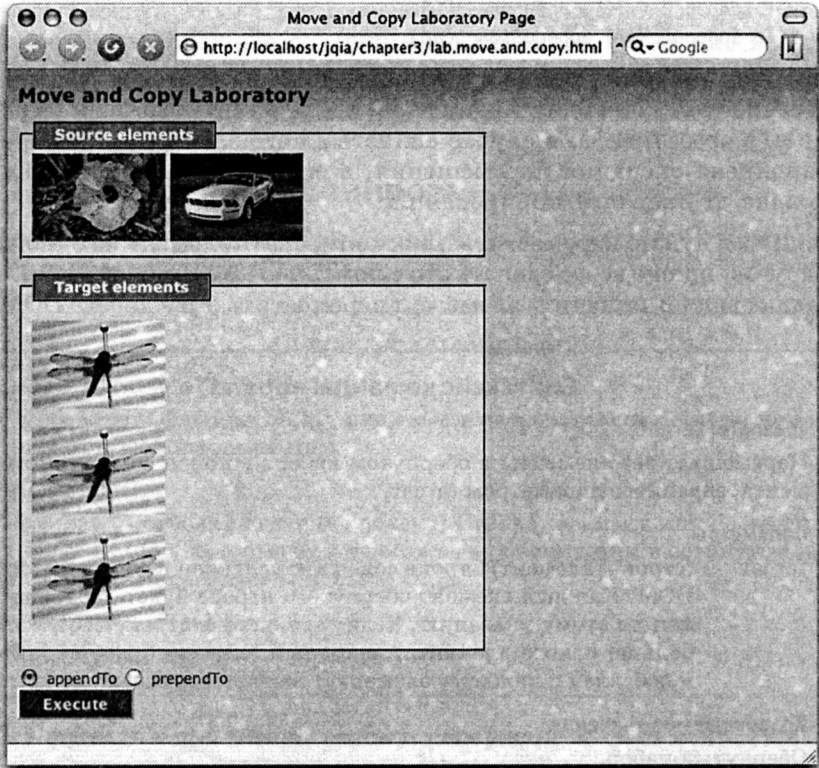 Move and Copy Laboratory Page
http://localhost/jqia/chapter3/lab.move.and.copy.html
Google
Move and Copy Laboratory
Source elements
Target elements
appendTo prependTo
Execute